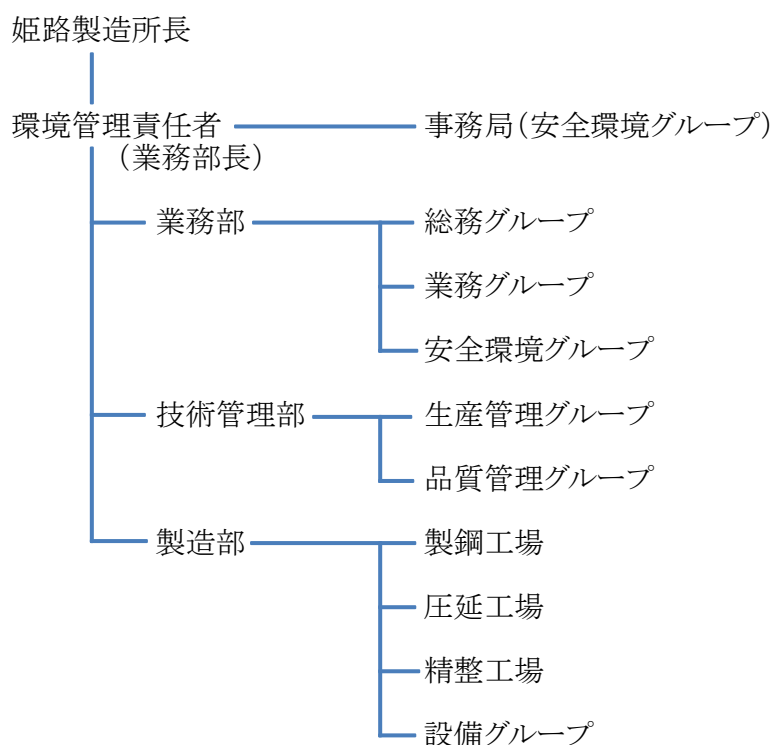 姫路製造所長
環境管理責任者
（業務部長）
事務局（安全環境グループ）
業務部
総務グループ
業務グループ
安全環境グループ
技術管理部
生産管理グループ
品質管理グループ
製造部
製鋼工場
圧延工場
精整工場
設備グループ